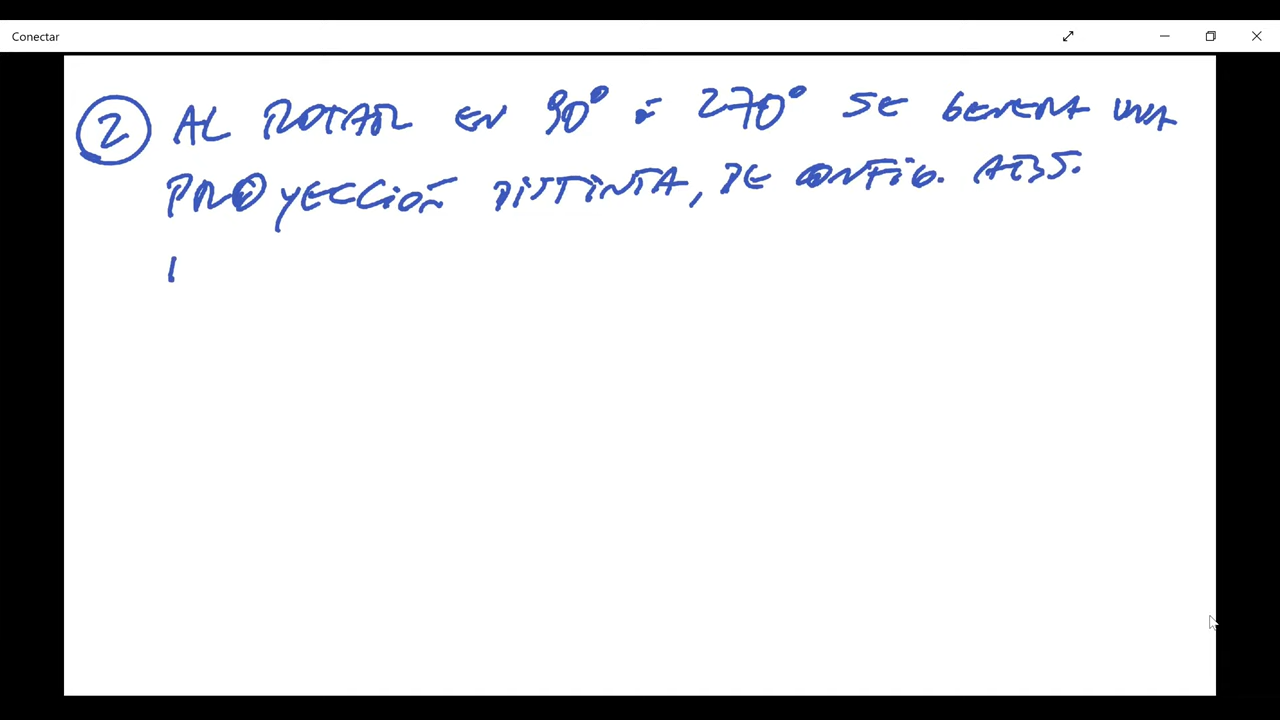 Conectar
② AL ROTAR EN 90° ó 270° SE GENERA UNA
PROYECCIÓN DISTINTA, DE CONFIG. ABS.